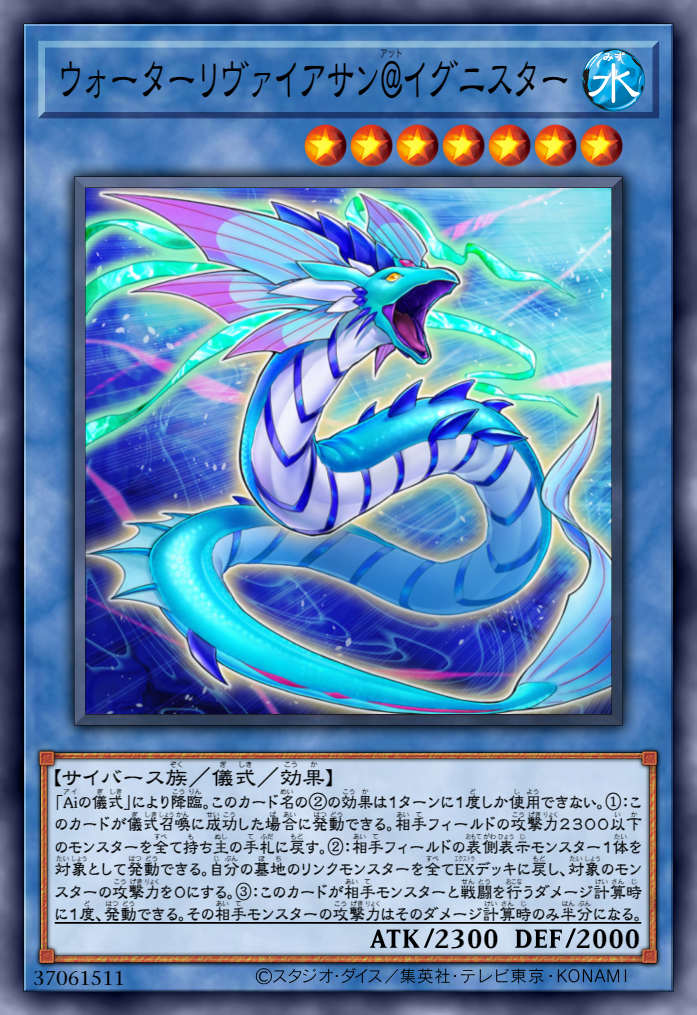 ウォーターリヴァイアサン@イグニスター 水
【サイバース族／儀式／効果】
「Aiの儀式」により降臨。このカード名の②の効果は1ターンに1度しか使用できない。①：こ
のカードが儀式召喚に成功した場合に発動できる。相手フィールドの攻撃力2300以下
のモンスターを全て持ち主の手札に戻す。②：相手フィールドの表側表示モンスター1体を
対象として発動できる。自分の墓地のリンクモンスターを全てEXデッキに戻し、対象のモン
スターの攻撃力を0にする。③：このカードが相手モンスターと戦闘を行うダメージ計算時
に1度、発動できる。その相手モンスターの攻撃力はそのダメージ計算時のみ半分になる。
ATK/2300 DEF/2000
37061511 ©スタジオ・ダイス／集英社・テレビ東京・KONAMI